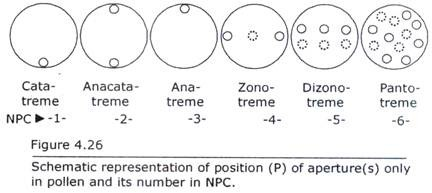 Cata- Anacata- Ana- Zono- Dizono- Panto-
treme treme treme treme treme treme
NPC ▶ -1- -2- -3- -4- -5- -6-
Figure 4.26
Schematic representation of position (P) of aperture(s) only
in pollen and its number in NPC.